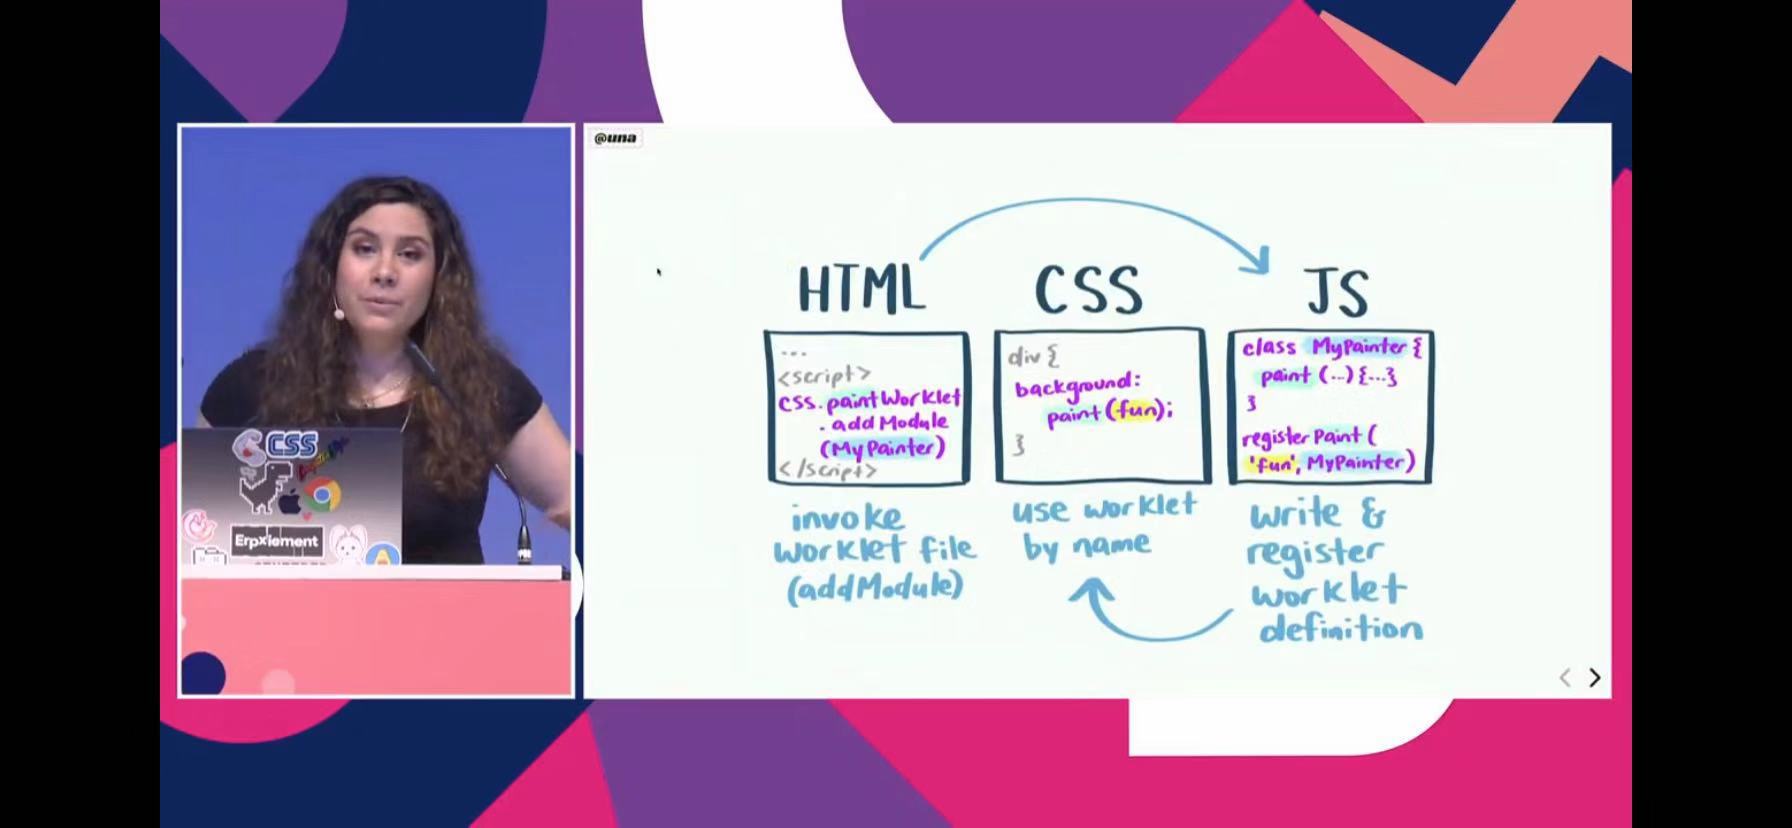 @una
HTML
CSS
JS
...
<script>
CSS.paintWorklet
.addModule
(MyPainter)
</script>
div {
background:
paint(fun);
}
class MyPainter {
paint (...) {...}
}
registerPaint (
'fun', MyPainter)
invoke
worklet file
(addModule)
use worklet
by name
write &
register
worklet
definition
CSS
Erpxlement